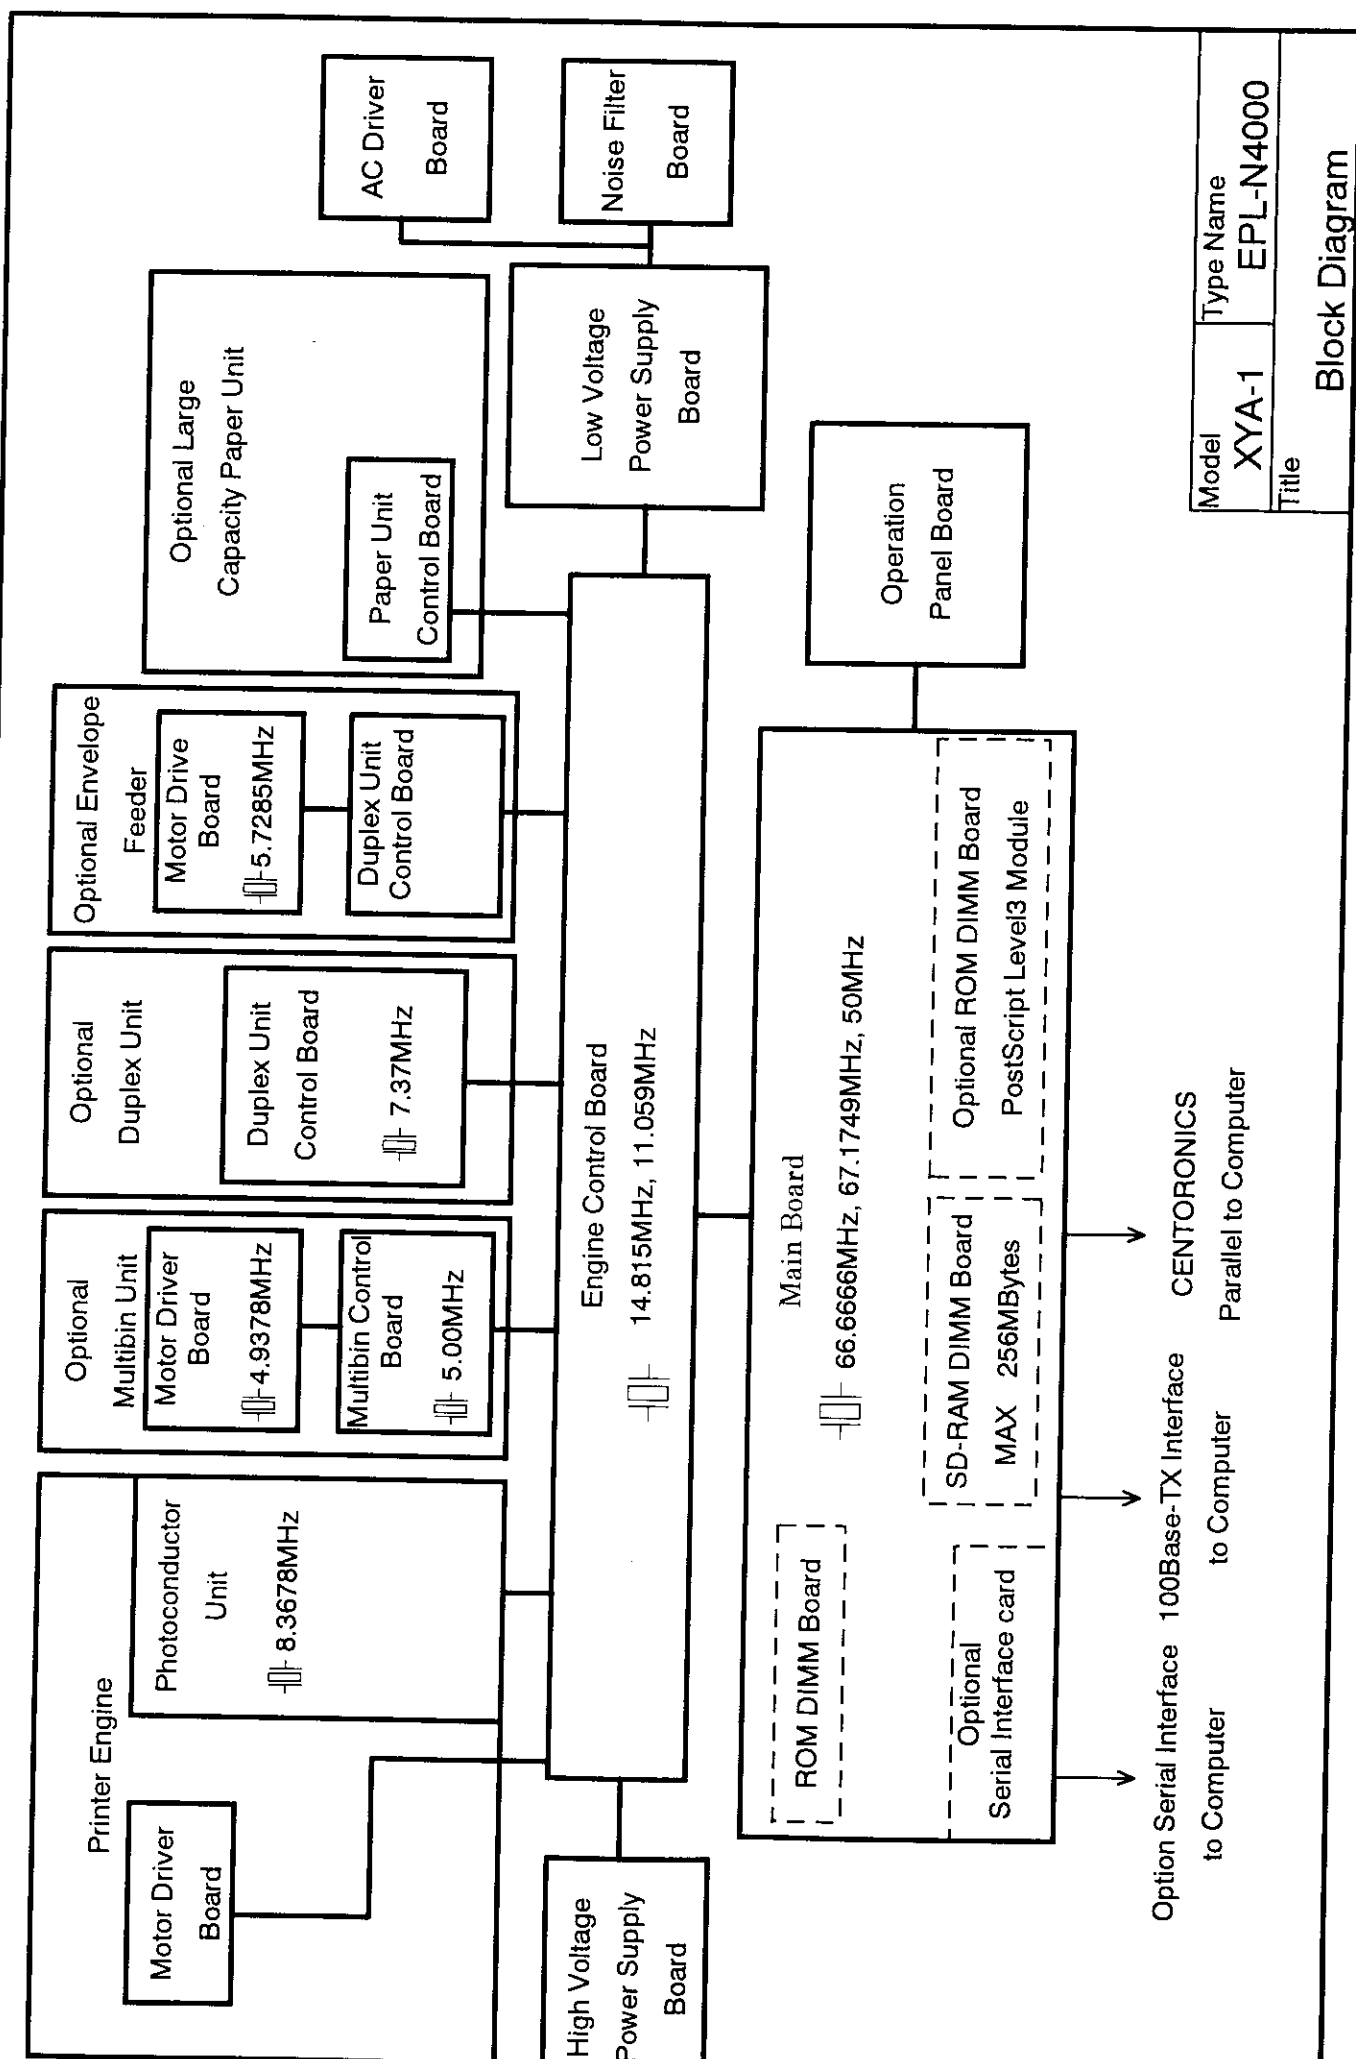 Printer Engine
Motor Driver
Board
Photoconductor
Unit
8.3678MHz
Optional
Multibin Unit
Motor Driver
Board
4.9378MHz
Multibin Control
Board
5.00MHz
Optional
Duplex Unit
Duplex Unit
Control Board
7.37MHz
Optional Envelope
Feeder
Motor Drive
Board
5.7285MHz
Duplex Unit
Control Board
Optional Large
Capacity Paper Unit
Paper Unit
Control Board
AC Driver
Board
Noise Filter
Board
High Voltage
Power Supply
Board
Engine Control Board
14.815MHz, 11.059MHz
Low Voltage
Power Supply
Board
Main Board
66.6666MHz, 67.1749MHz, 50MHz
ROM DIMM Board
Optional
Serial Interface card
SD-RAM DIMM Board
MAX 256MBytes
Optional ROM DIMM Board
PostScript Level3 Module
Operation
Panel Board
Option Serial Interface
to Computer
100Base-TX Interface
to Computer
CENTORONICS
Parallel to Computer
Model
XYA-1
Type Name
EPL-N4000
Title
Block Diagram